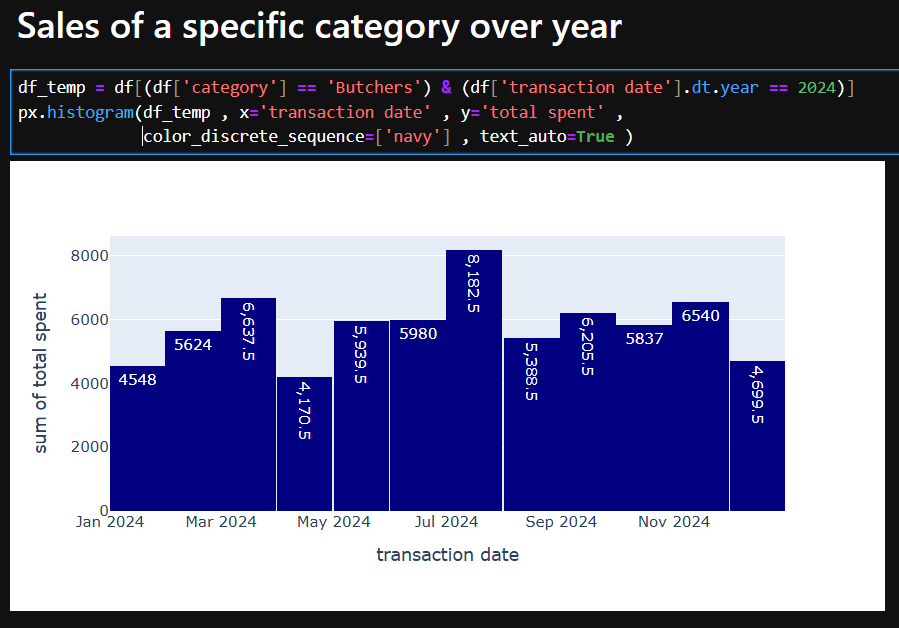 Sales of a specific category over year
df_temp = df[(df['category'] == 'Butchers') & (df['transaction date'].dt.year == 2024)]
px.histogram(df_temp , x='transaction date' , y='total spent' ,
color_discrete_sequence=['navy'] , text_auto=True )
sum of total spent
8000
6000
4000
2000
0
4548
5624
6,637.5
4,170.5
5,939.5
5980
8,182.5
5,388.5
6,205.5
5837
6540
4,699.5
Jan 2024 Mar 2024 May 2024 Jul 2024 Sep 2024 Nov 2024
transaction date